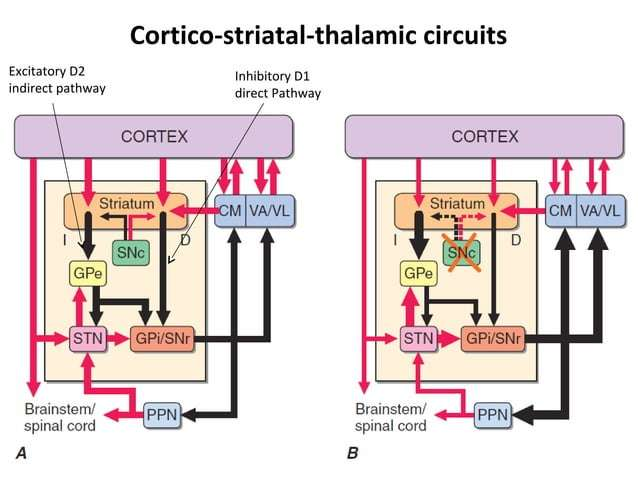 Cortico-striatal-thalamic circuits
Excitatory D2
indirect pathway
Inhibitory D1
direct Pathway
CORTEX
Striatum
CM
VA/VL
I
D
SNc
GPe
STN
GPi/SNr
Brainstem/
spinal cord
PPN
A
CORTEX
Striatum
CM
VA/VL
I
D
SNc
GPe
STN
GPi/SNr
Brainstem/
spinal cord
PPN
B